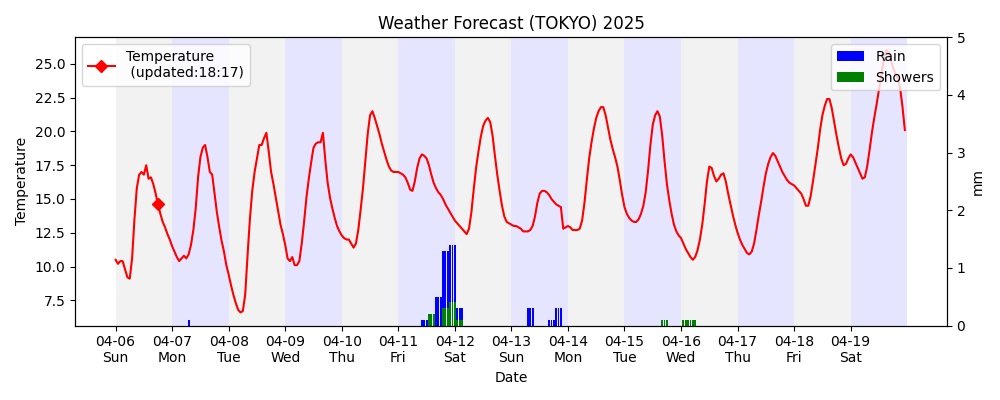 Weather Forecast (TOKYO) 2025
Temperature
(updated:18:17)
Rain
Showers
Temperature
25.0
22.5
20.0
17.5
15.0
12.5
10.0
7.5
5
4
3
2
1
0
mm
04-06 04-07 04-08 04-09 04-10 04-11 04-12 04-13 04-14 04-15 04-16 04-17 04-18 04-19
Sun Mon Tue Wed Thu Fri Sat Sun Mon Tue Wed Thu Fri Sat
Date